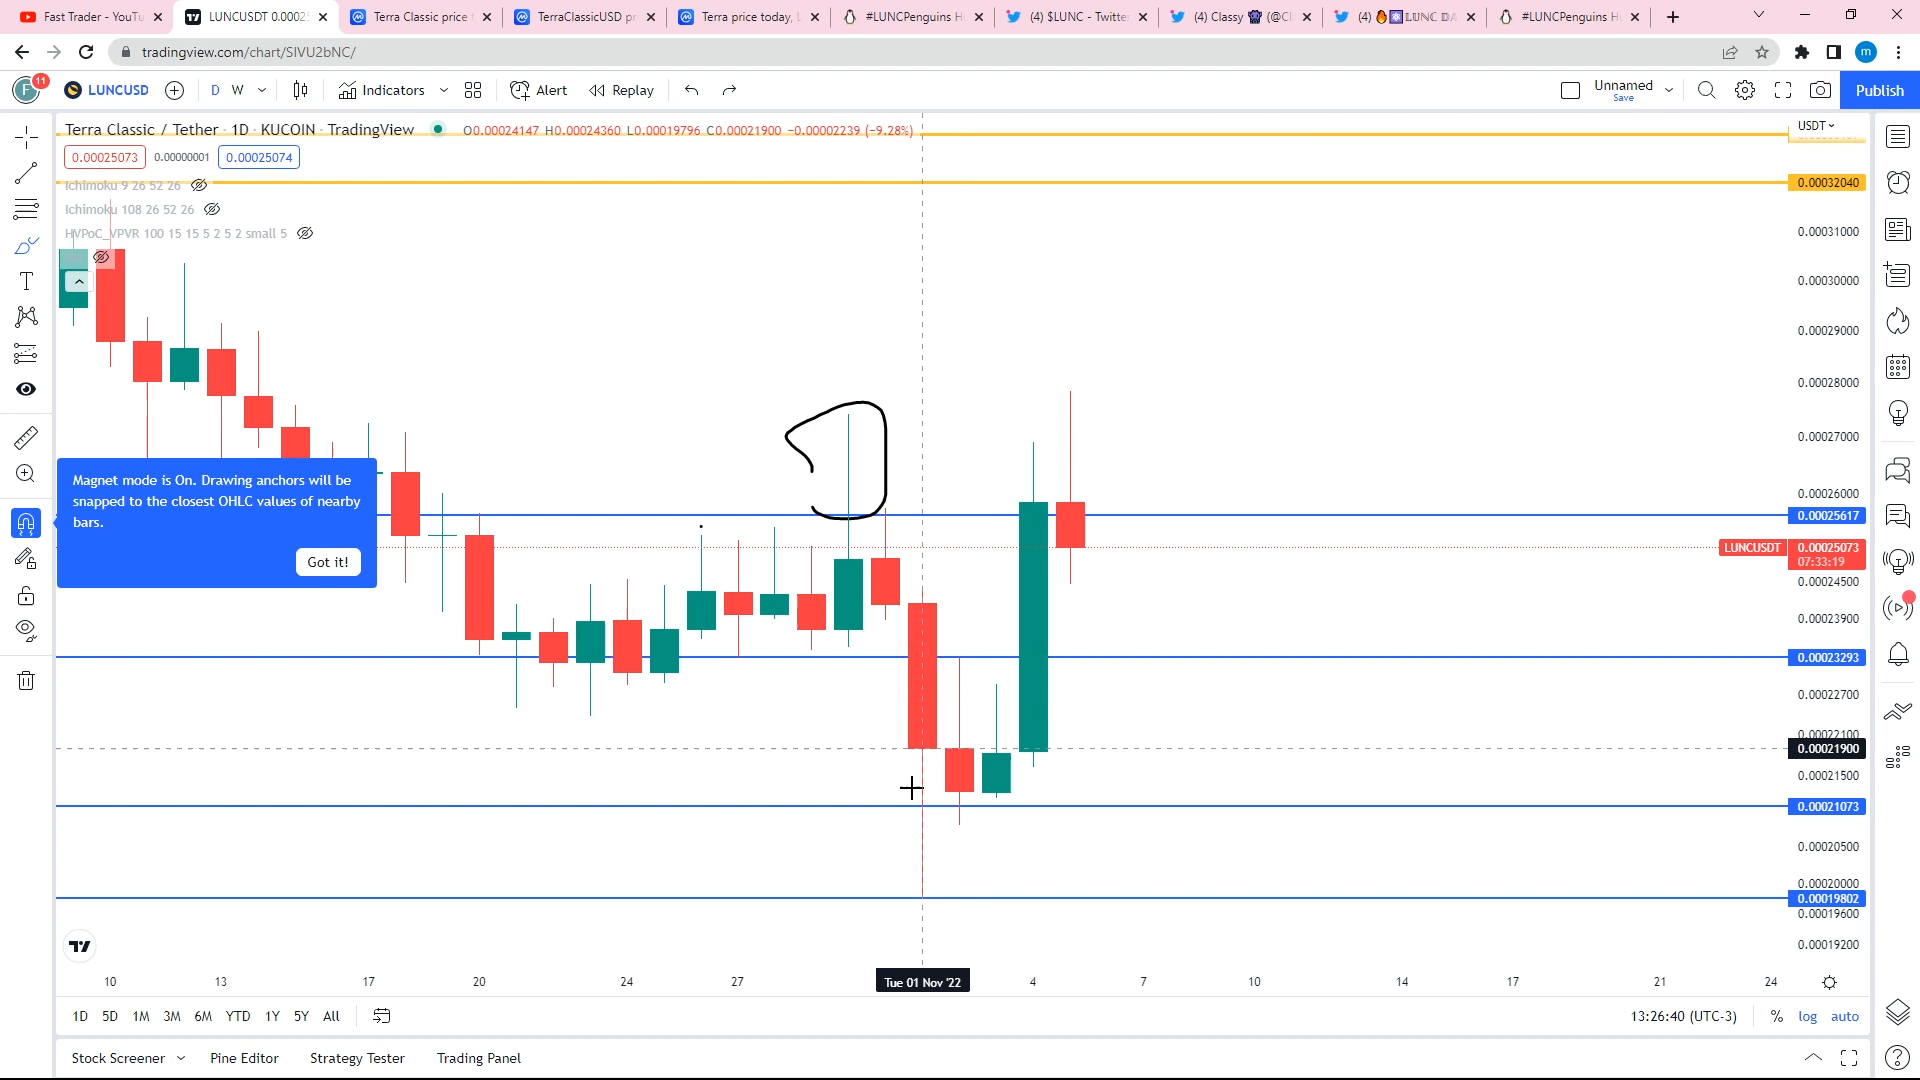 Fast Trader - YouTu
LUNCUSDT 0.0002
Terra Classic price
TerraClassicUSD pr
Terra price today, L
#LUNCPenguins H
(4) $LUNC - Twitter
(4) Classy
(4)
LUNC DA
#LUNCPenguins H
tradingview.com/chart/SIVU2bNC/
m
F
11
LUNCUSD
D W
Indicators
Alert
Replay
Unnamed
Save
Publish
Terra Classic / Tether · 1D · KUCOIN · TradingView
O0.00024147 H0.00024360 L0.00019796 C0.00021900 −0.00002239 (−9.28%)
USDT
0.00025073
0.00000001
0.00025074
Ichimoku 9 26 52 26
Ichimoku 108 26 52 26
HVPoC_VPVR 100 15 15 5 2 5 2 small 5
0.00032040
0.00031000
0.00030000
0.00029000
0.00028000
0.00027000
0.00026000
0.00025617
LUNCUSDT
0.00025073
07:33:19
0.00024500
0.00023900
0.00023293
0.00022700
0.00022100
0.00021900
0.00021500
0.00021073
0.00020500
0.00020000
0.00019802
0.00019600
0.00019200
Magnet mode is On. Drawing anchors will be
snapped to the closest OHLC values of nearby
bars.
Got it!
10 13 17 20 24 27 Tue 01 Nov '22 4 7 10 14 17 21 24
1D 5D 1M 3M 6M YTD 1Y 5Y All
13:26:40 (UTC-3) % log auto
Stock Screener Pine Editor Strategy Tester Trading Panel